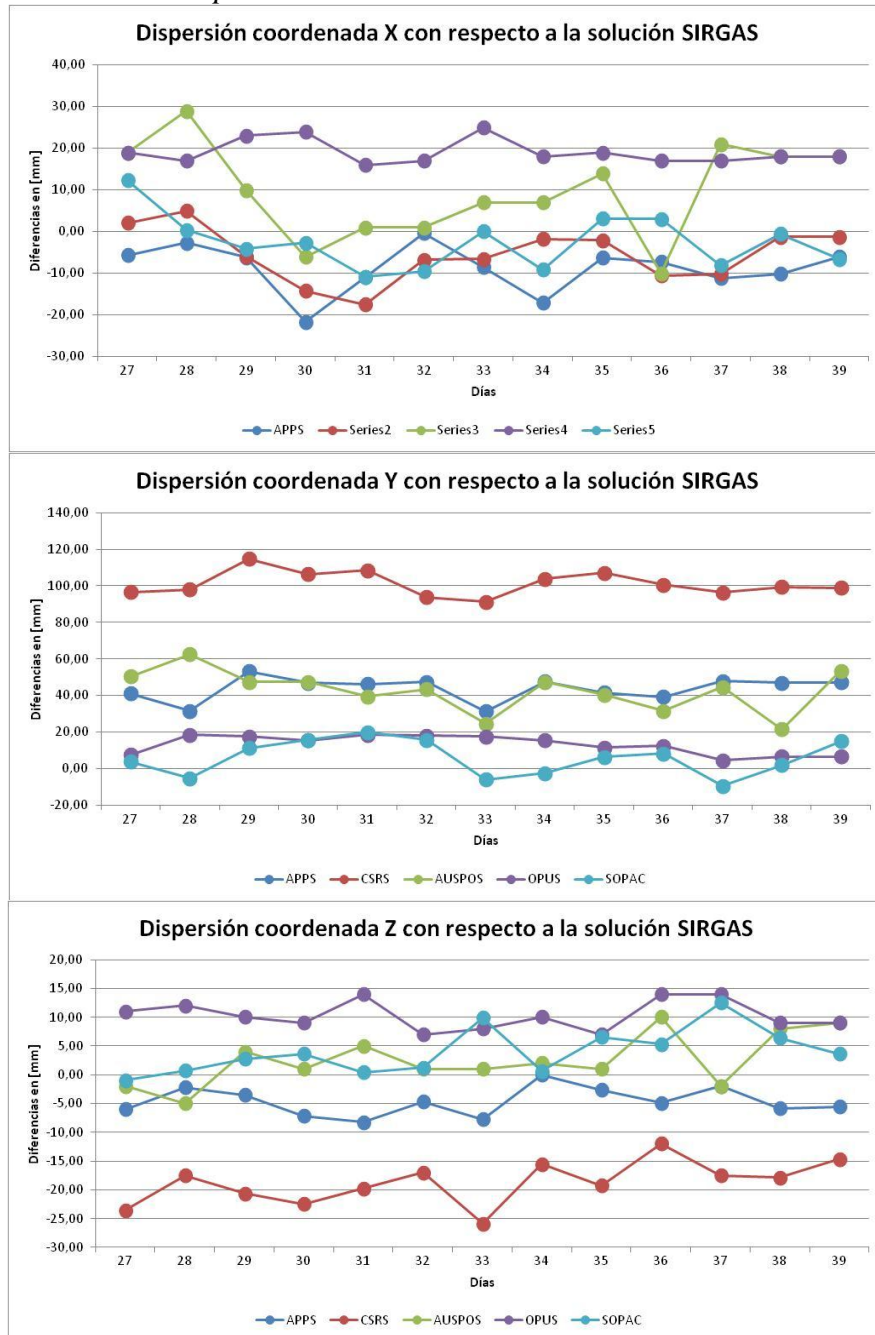 Dispersión coordenada X con respecto a la solución SIRGAS
Diferencias en [mm]
40,00
30,00
20,00
10,00
0,00
-10,00
-20,00
-30,00
27 28 29 30 31 32 33 34 35 36 37 38 39
Días
APPS Series2 Series3 Series4 Series5
Dispersión coordenada Y con respecto a la solución SIRGAS
Diferencias en [mm]
140,00
120,00
100,00
80,00
60,00
40,00
20,00
0,00
-20,00
27 28 29 30 31 32 33 34 35 36 37 38 39
Días
APPS CSRS AUSPOS OPUS SOPAC
Dispersión coordenada Z con respecto a la solución SIRGAS
Diferencias en [mm]
20,00
15,00
10,00
5,00
0,00
-5,00
-10,00
-15,00
-20,00
-25,00
-30,00
27 28 29 30 31 32 33 34 35 36 37 38 39
Días
APPS CSRS AUSPOS OPUS SOPAC